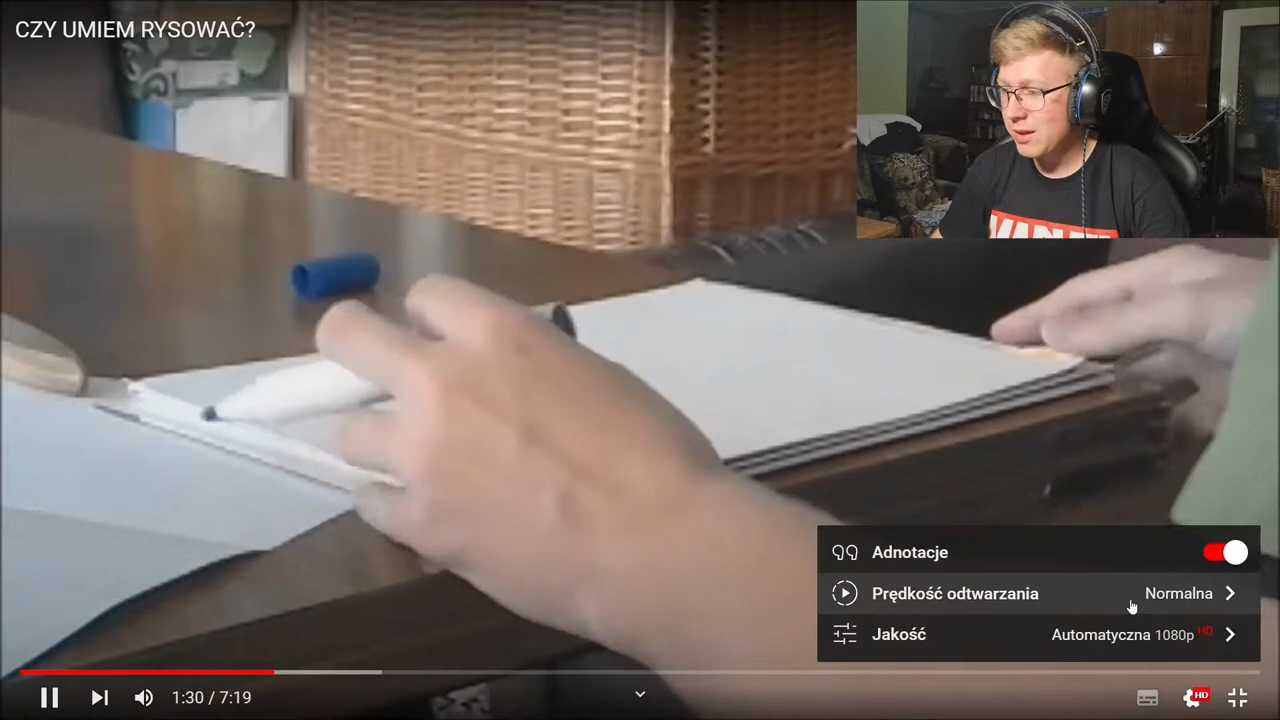 CZY UMIEM RYSOWAĆ?
Adnotacje
Prędkość odtwarzania Normalna
Jakość Automatyczna 1080p HD
1:30 / 7:19
HD